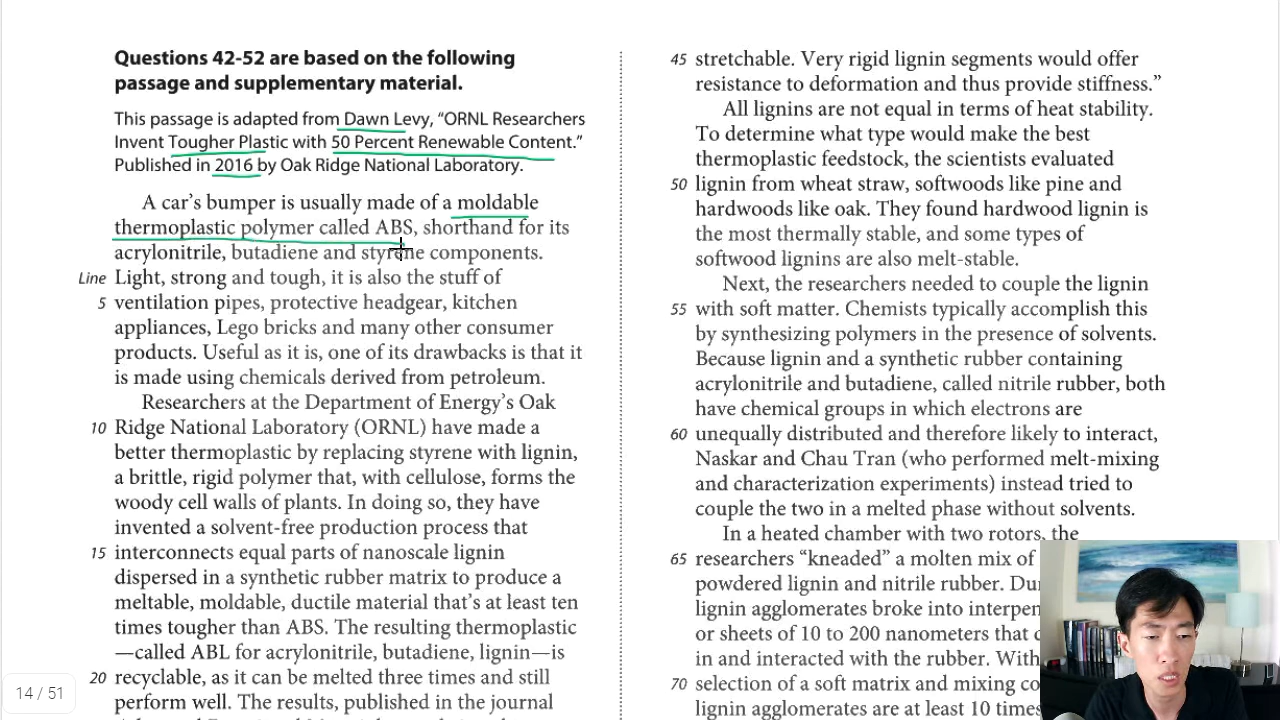 Questions 42-52 are based on the following
passage and supplementary material.
This passage is adapted from Dawn Levy, “ORNL Researchers
Invent Tougher Plastic with 50 Percent Renewable Content.”
Published in 2016 by Oak Ridge National Laboratory.
A car’s bumper is usually made of a moldable
thermoplastic polymer called ABS, shorthand for its
acrylonitrile, butadiene and styrene components.
Line Light, strong and tough, it is also the stuff of
5 ventilation pipes, protective headgear, kitchen
appliances, Lego bricks and many other consumer
products. Useful as it is, one of its drawbacks is that it
is made using chemicals derived from petroleum.
Researchers at the Department of Energy’s Oak
10 Ridge National Laboratory (ORNL) have made a
better thermoplastic by replacing styrene with lignin,
a brittle, rigid polymer that, with cellulose, forms the
woody cell walls of plants. In doing so, they have
invented a solvent-free production process that
15 interconnects equal parts of nanoscale lignin
dispersed in a synthetic rubber matrix to produce a
meltable, moldable, ductile material that’s at least ten
times tougher than ABS. The resulting thermoplastic
—called ABL for acrylonitrile, butadiene, lignin—is
20 recyclable, as it can be melted three times and still
perform well. The results, published in the journal
45 stretchable. Very rigid lignin segments would offer
resistance to deformation and thus provide stiffness.”
All lignins are not equal in terms of heat stability.
To determine what type would make the best
thermoplastic feedstock, the scientists evaluated
50 lignin from wheat straw, softwoods like pine and
hardwoods like oak. They found hardwood lignin is
the most thermally stable, and some types of
softwood lignins are also melt-stable.
Next, the researchers needed to couple the lignin
55 with soft matter. Chemists typically accomplish this
by synthesizing polymers in the presence of solvents.
Because lignin and a synthetic rubber containing
acrylonitrile and butadiene, called nitrile rubber, both
have chemical groups in which electrons are
60 unequally distributed and therefore likely to interact,
Naskar and Chau Tran (who performed melt-mixing
and characterization experiments) instead tried to
couple the two in a melted phase without solvents.
In a heated chamber with two rotors, the
65 researchers “kneaded” a molten mix of
powdered lignin and nitrile rubber.
lignin agglomerates broke into
or sheets of 10 to 200 nanometers that
in and interacted with the rubber.
70 selection of a soft matrix and mixing
lignin agglomerates are at least 10 times
14 / 51